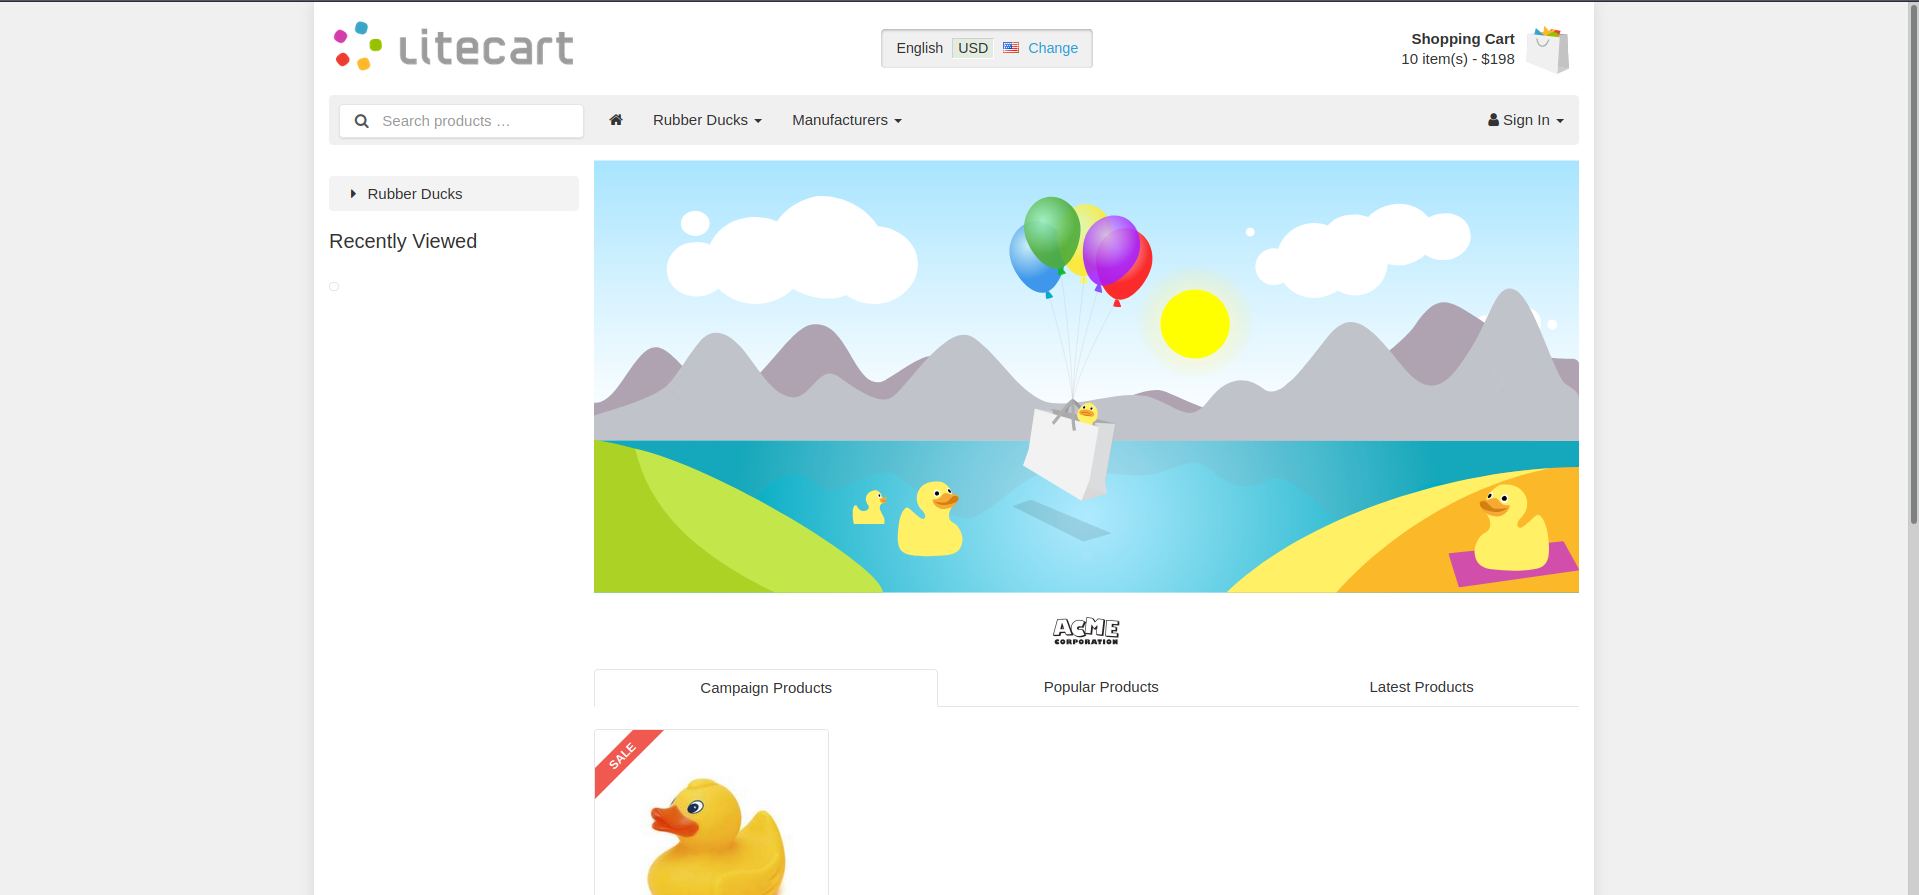 Litecart
English USD Change
Shopping Cart
10 item(s) - $198
Search products …
Rubber Ducks
Manufacturers
Sign In
Rubber Ducks
Recently Viewed
ACME
CORPORATION
Campaign Products
Popular Products
Latest Products
SALE